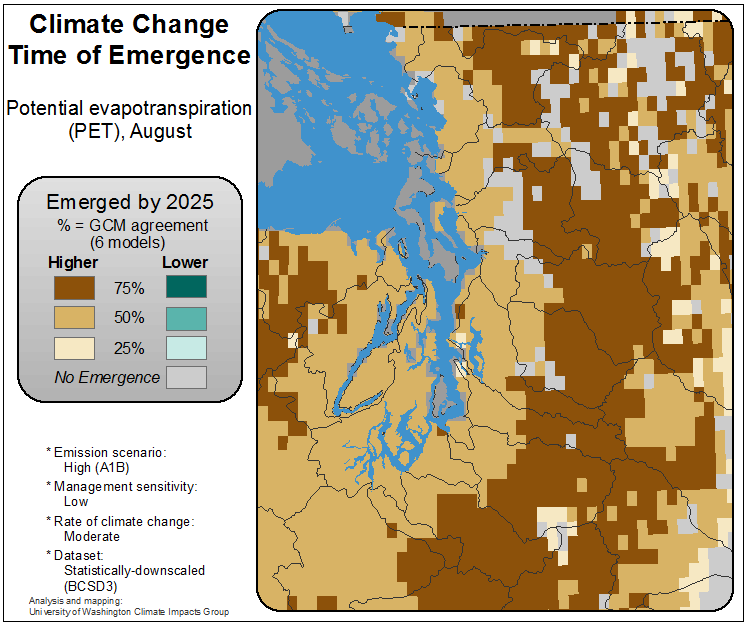 Climate Change
Time of Emergence
Potential evapotranspiration
(PET), August
Emerged by 2025
% = GCM agreement
(6 models)
Higher Lower
75%
50%
25%
No Emergence
* Emission scenario:
High (A1B)
* Management sensitivity:
Low
* Rate of climate change:
Moderate
* Dataset:
Statistically-downscaled
(BCSD3)
Analysis and mapping:
University of Washington Climate Impacts Group